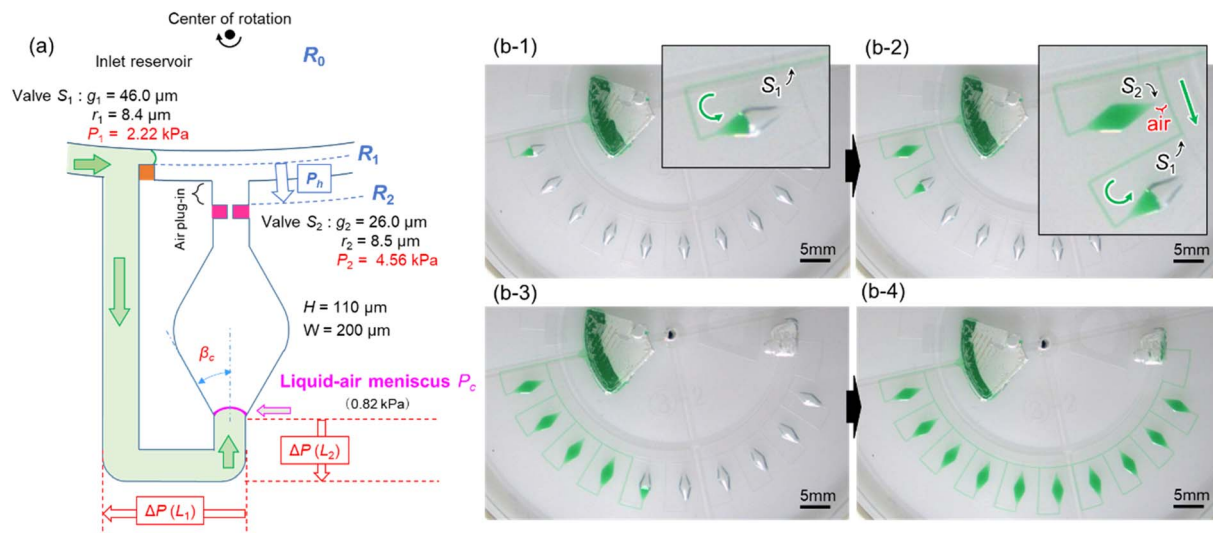 (a)
Center of rotation
R0
Inlet reservoir
Valve S1 : g1 = 46.0 µm
r1 = 8.4 µm
P1 = 2.22 kPa
R1
Ph
R2
Air plug-in
Valve S2 : g2 = 26.0 µm
r2 = 8.5 µm
P2 = 4.56 kPa
H = 110 µm
W = 200 µm
βc
Liquid-air meniscus Pc
(0.82 kPa)
ΔP (L2)
ΔP (L1)
(b-1)
S1
5mm
(b-2)
S2
air
S1
5mm
(b-3)
5mm
(b-4)
5mm